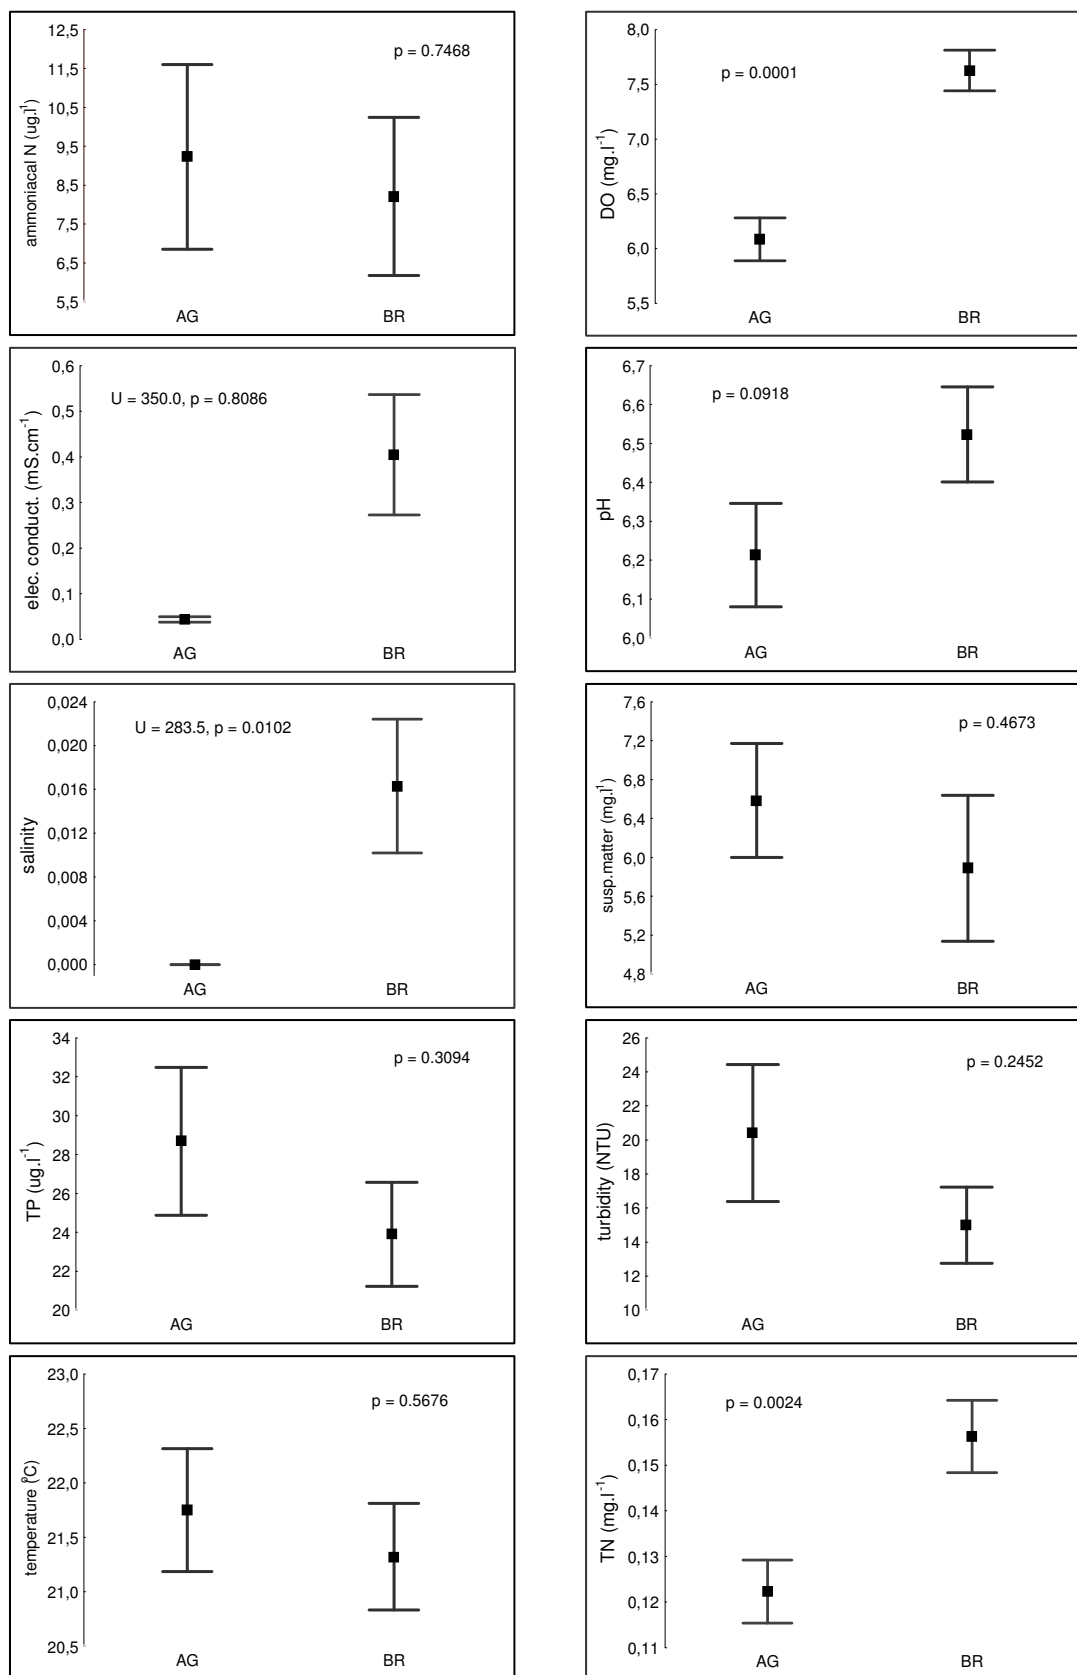 12,5
11,5
10,5
9,5
8,5
7,5
6,5
5,5
ammoniacal N (ug.l¹)
p = 0.7468
AG
BR
8,0
7,5
7,0
6,5
6,0
5,5
DO (mg.l⁻¹)
p = 0.0001
AG
BR
0,6
0,5
0,4
0,3
0,2
0,1
0,0
elec. conduct. (mS.cm⁻¹)
U = 350.0, p = 0.8086
AG
BR
6,7
6,6
6,5
6,4
6,3
6,2
6,1
6,0
pH
p = 0.0918
AG
BR
0,024
0,020
0,016
0,012
0,008
0,004
0,000
salinity
U = 283.5, p = 0.0102
AG
BR
7,6
7,2
6,8
6,4
6,0
5,6
5,2
4,8
susp.matter (mg.l¹)
p = 0.4673
AG
BR
34
32
30
28
26
24
22
20
TP (ug.l⁻¹)
p = 0.3094
AG
BR
26
24
22
20
18
16
14
12
10
turbidity (NTU)
p = 0.2452
AG
BR
23,0
22,5
22,0
21,5
21,0
20,5
temperature (ºC)
p = 0.5676
AG
BR
0,17
0,16
0,15
0,14
0,13
0,12
0,11
TN (mg.l⁻¹)
p = 0.0024
AG
BR